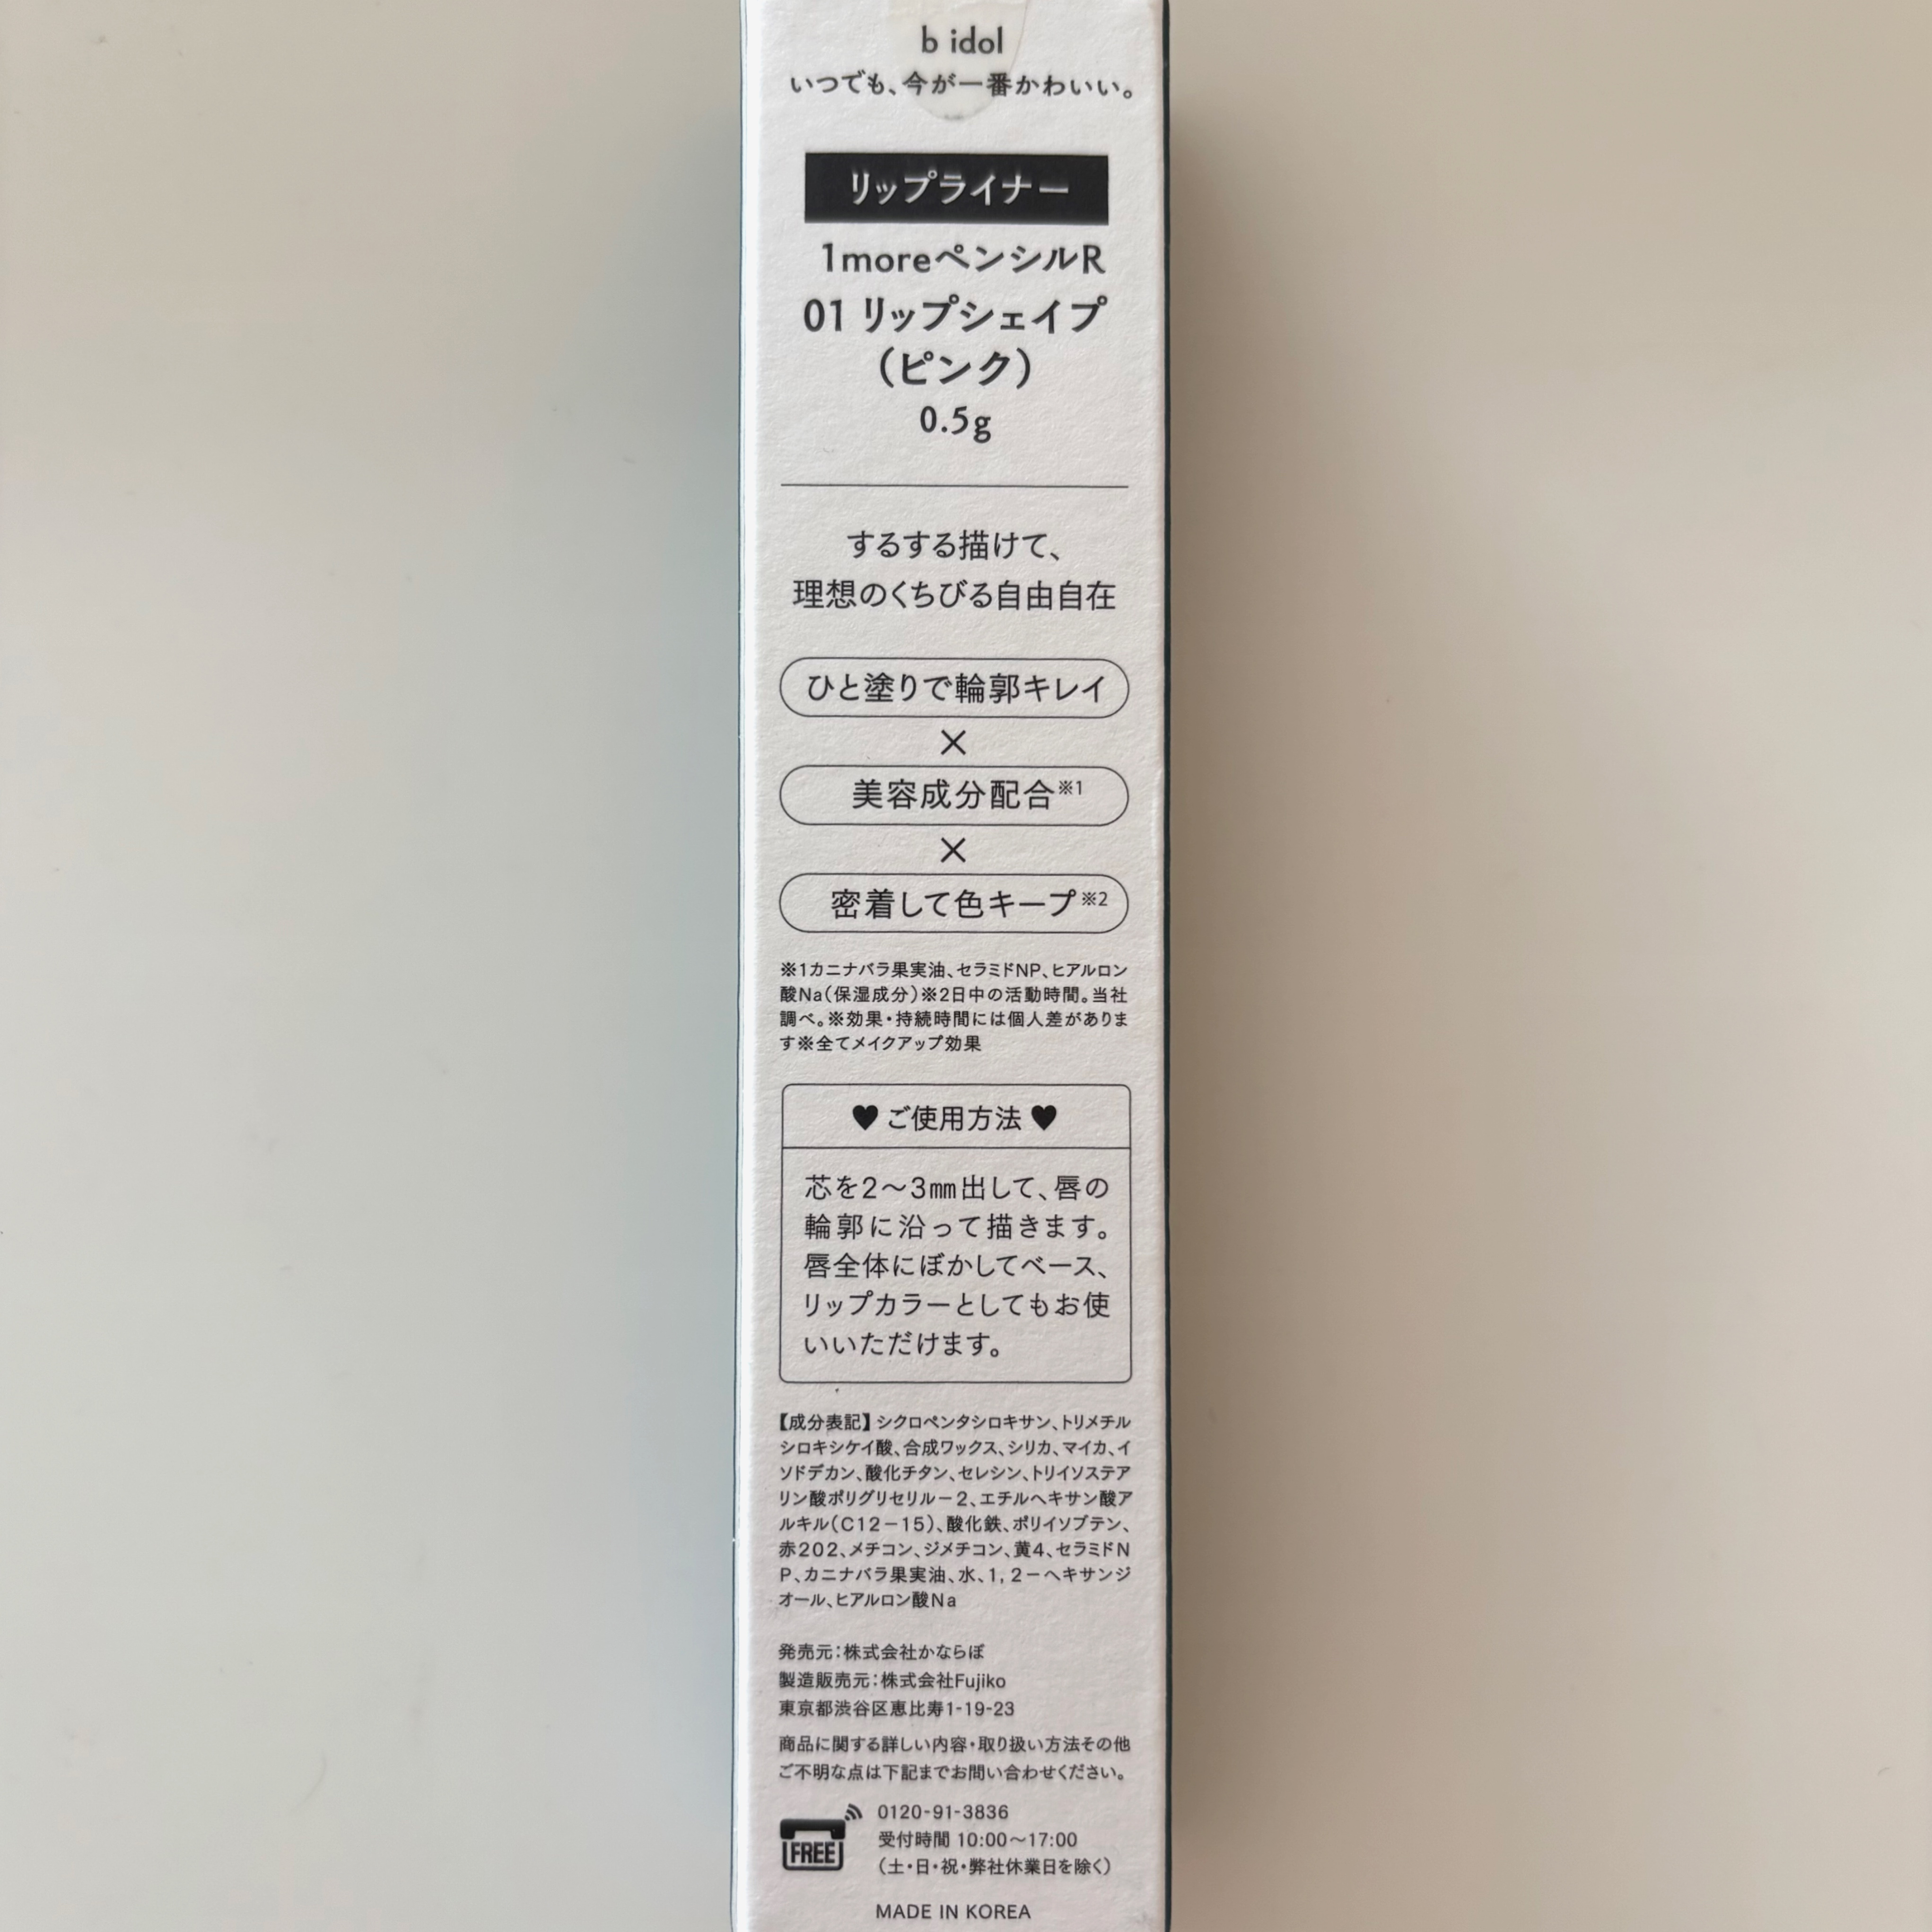 b idol
いつでも、今が一番かわいい。
リップライナー
1moreペンシルR
01 リップシェイプ
（ピンク）
0.5g
するする描けて、
理想のくちびる自由自在
ひと塗りで輪郭キレイ
×
美容成分配合※1
×
密着して色キープ※2
※1カニナバラ果実油、セラミドNP、ヒアルロン
酸Na（保湿成分）※2日中の活動時間。当社
調べ。※効果・持続時間には個人差がありま
す※全てメイクアップ効果
♥ ご使用方法 ♥
芯を2～3㎜出して、唇の
輪郭に沿って描きます。
唇全体にぼかしてベース、
リップカラーとしてもお使
いいただけます。
【成分表記】シクロペンタシロキサン、トリメチル
シロキシケイ酸、合成ワックス、シリカ、マイカ、イ
ソドデカン、酸化チタン、セレシン、トリイソステア
リン酸ポリグリセリル－2、エチルヘキサン酸ア
ルキル（C12－15）、酸化鉄、ポリイソブテン、
赤202、メチコン、ジメチコン、黄4、セラミドN
P、カニナバラ果実油、水、1,2－ヘキサンジ
オール、ヒアルロン酸Na
発売元：株式会社かならぼ
製造販売元：株式会社Fujiko
東京都渋谷区恵比寿1-19-23
商品に関する詳しい内容・取り扱い方法その他
ご不明な点は下記までお問い合わせください。
FREE
0120-91-3836
受付時間 10:00～17:00
（土・日・祝・弊社休業日を除く）
MADE IN KOREA